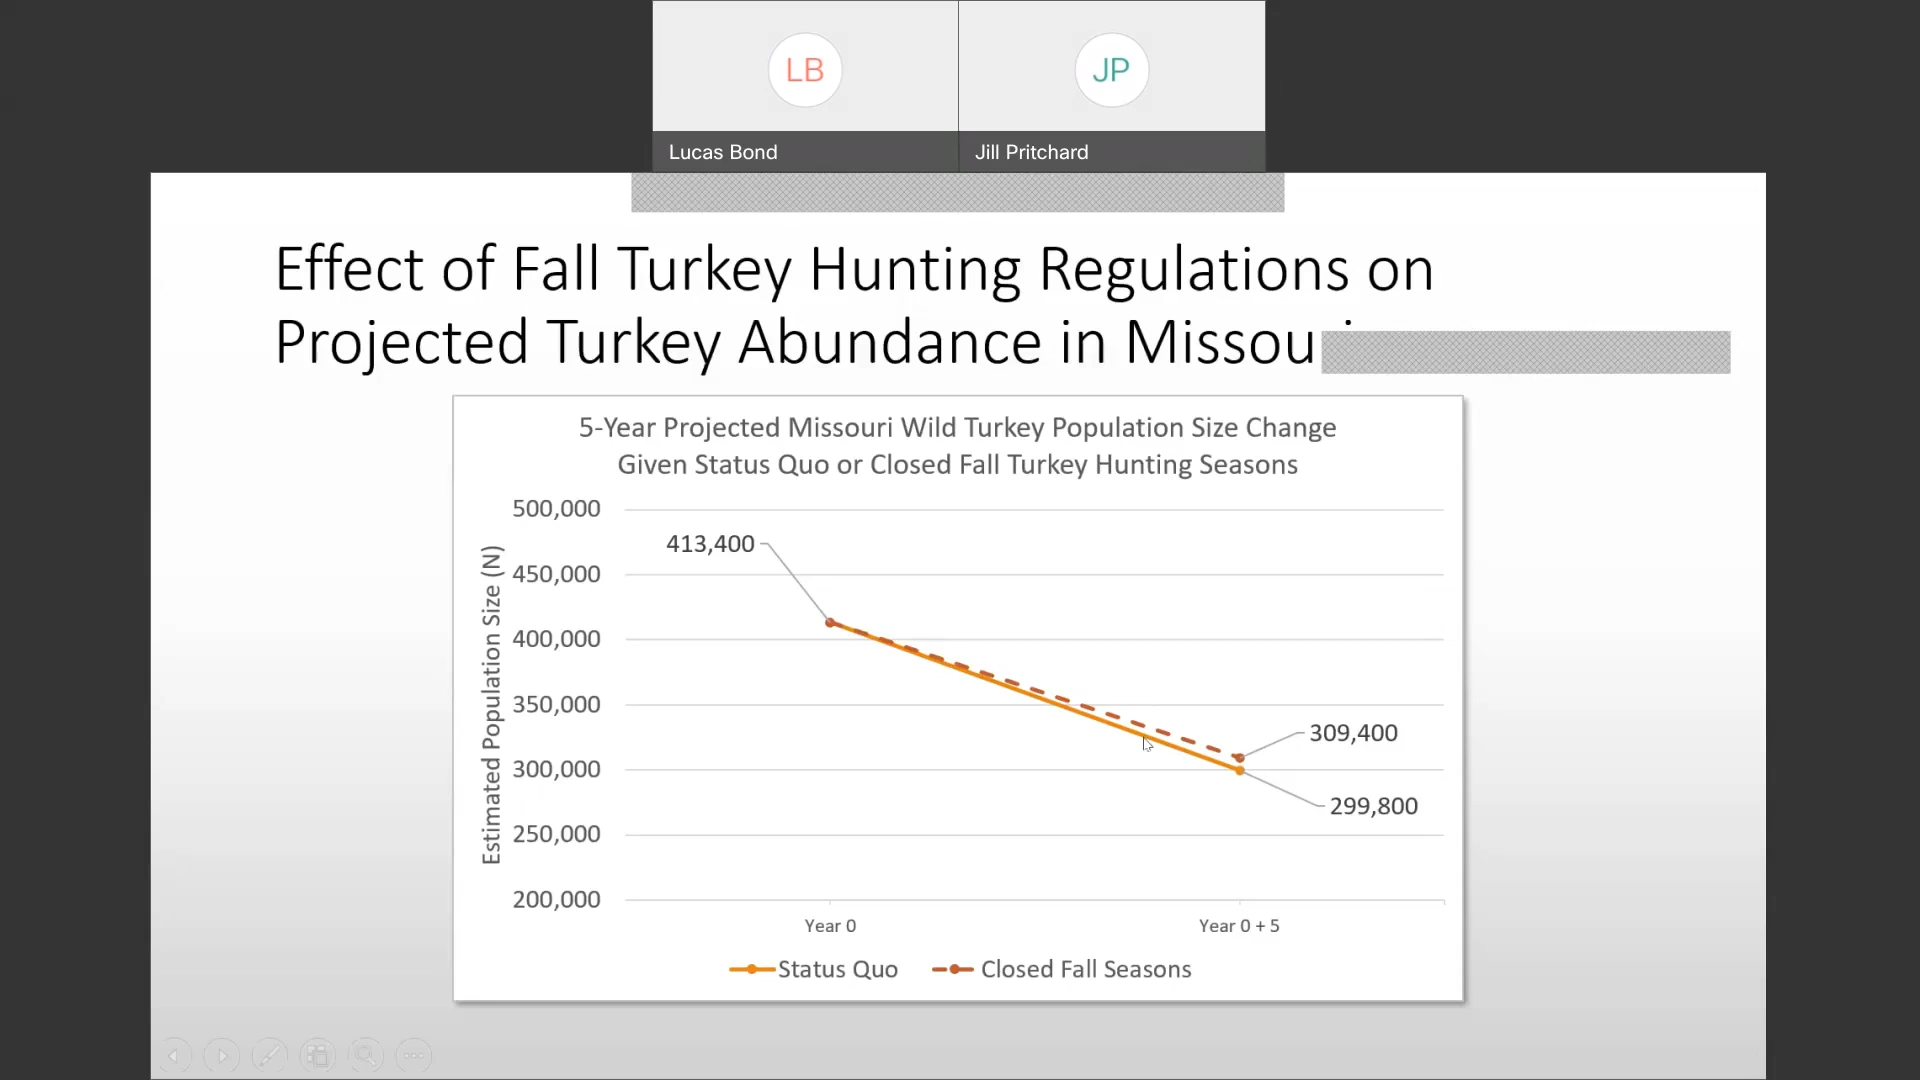 LB
JP
Lucas Bond
Jill Pritchard
Effect of Fall Turkey Hunting Regulations on
Projected Turkey Abundance in Missou
5-Year Projected Missouri Wild Turkey Population Size Change
Given Status Quo or Closed Fall Turkey Hunting Seasons
Estimated Population Size (N)
500,000
450,000
400,000
350,000
300,000
250,000
200,000
413,400
309,400
299,800
Year 0
Year 0 + 5
Status Quo
Closed Fall Seasons